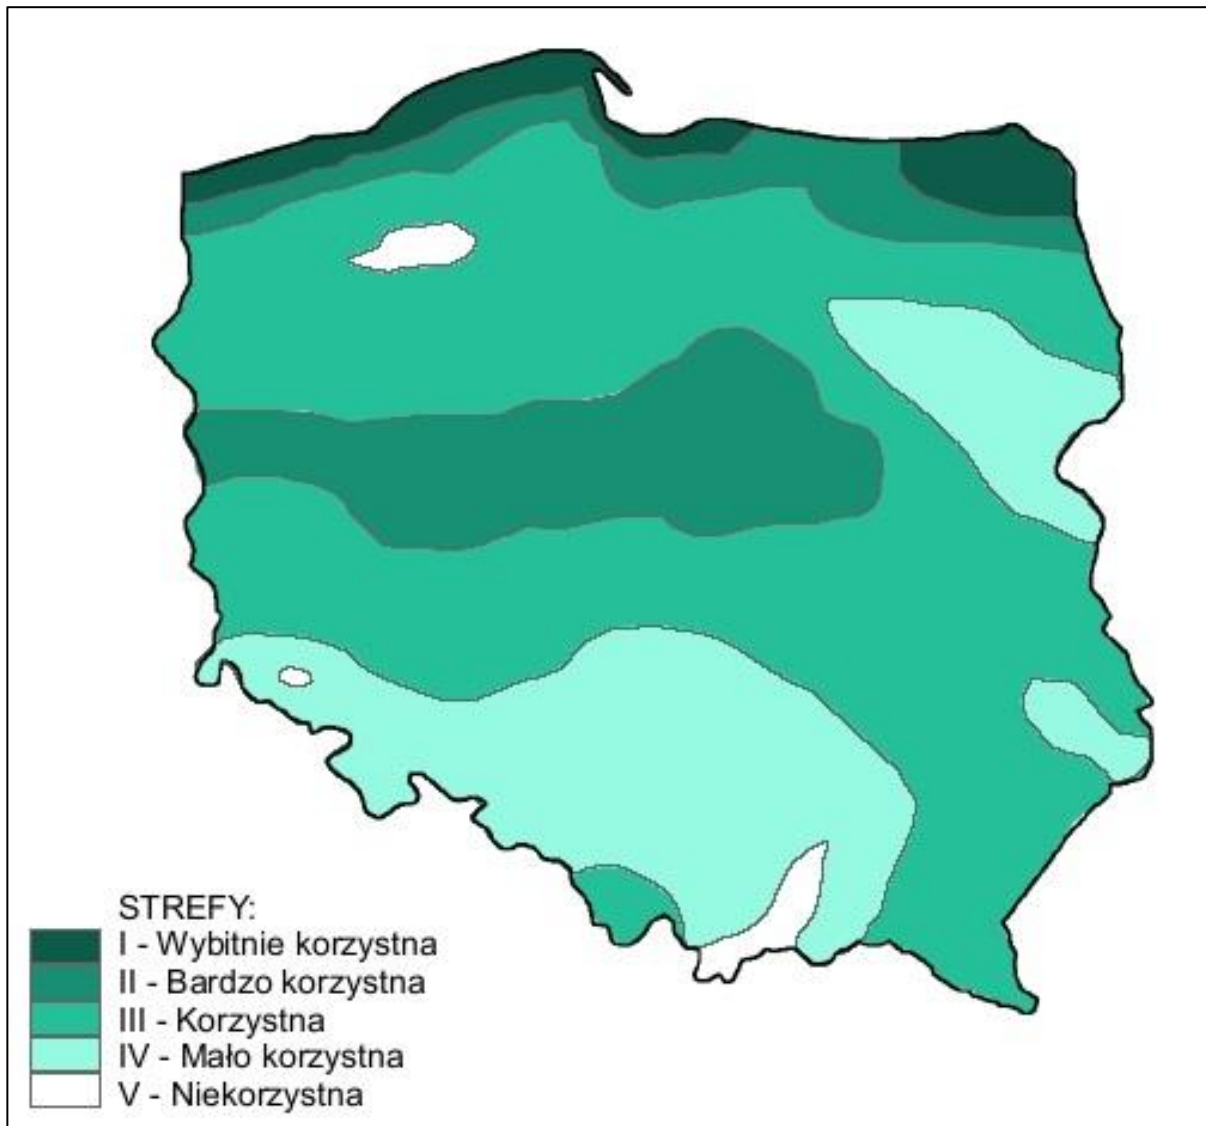 STREFY:
I - Wybitnie korzystna
II - Bardzo korzystna
III - Korzystna
IV - Mało korzystna
V - Niekorzystna